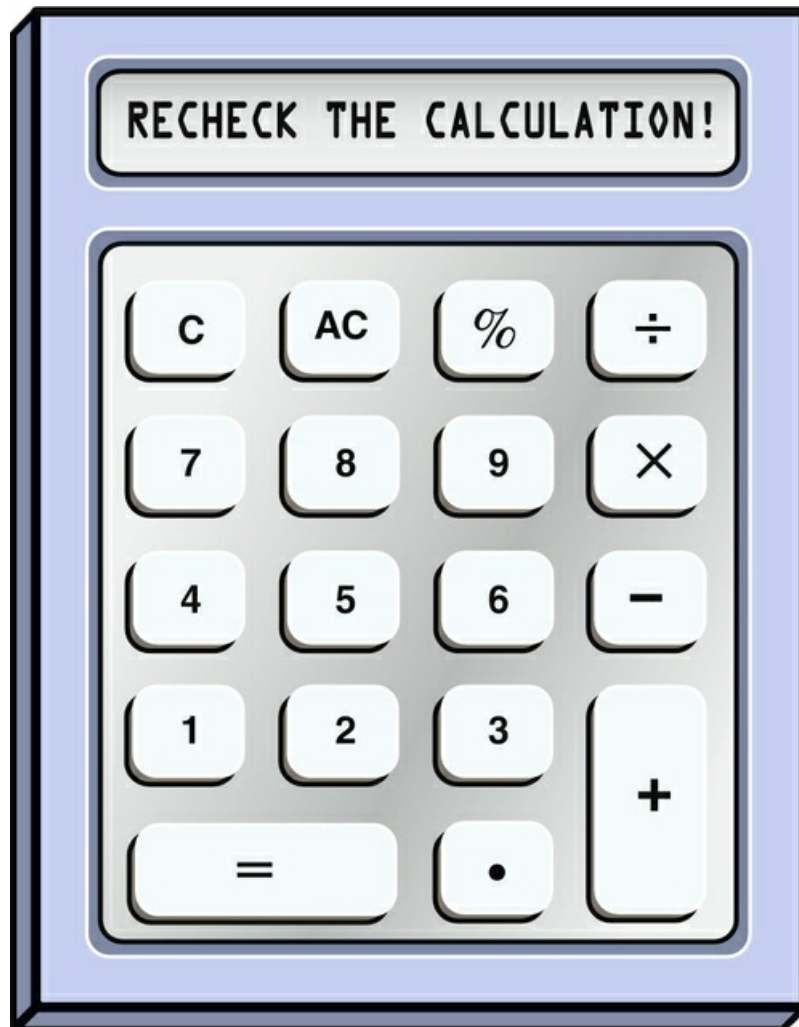 RECHECK THE CALCULATION!
C AC % ÷
7 8 9 ×
4 5 6 −
1 2 3
+
= •